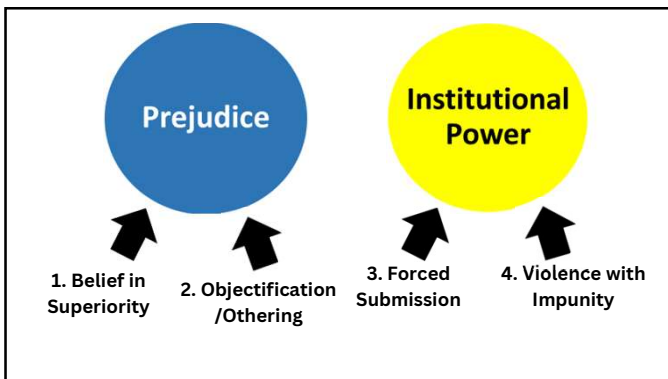 Prejudice
Institutional
Power
1. Belief in
Superiority
2. Objectification
/Othering
3. Forced
Submission
4. Violence with
Impunity